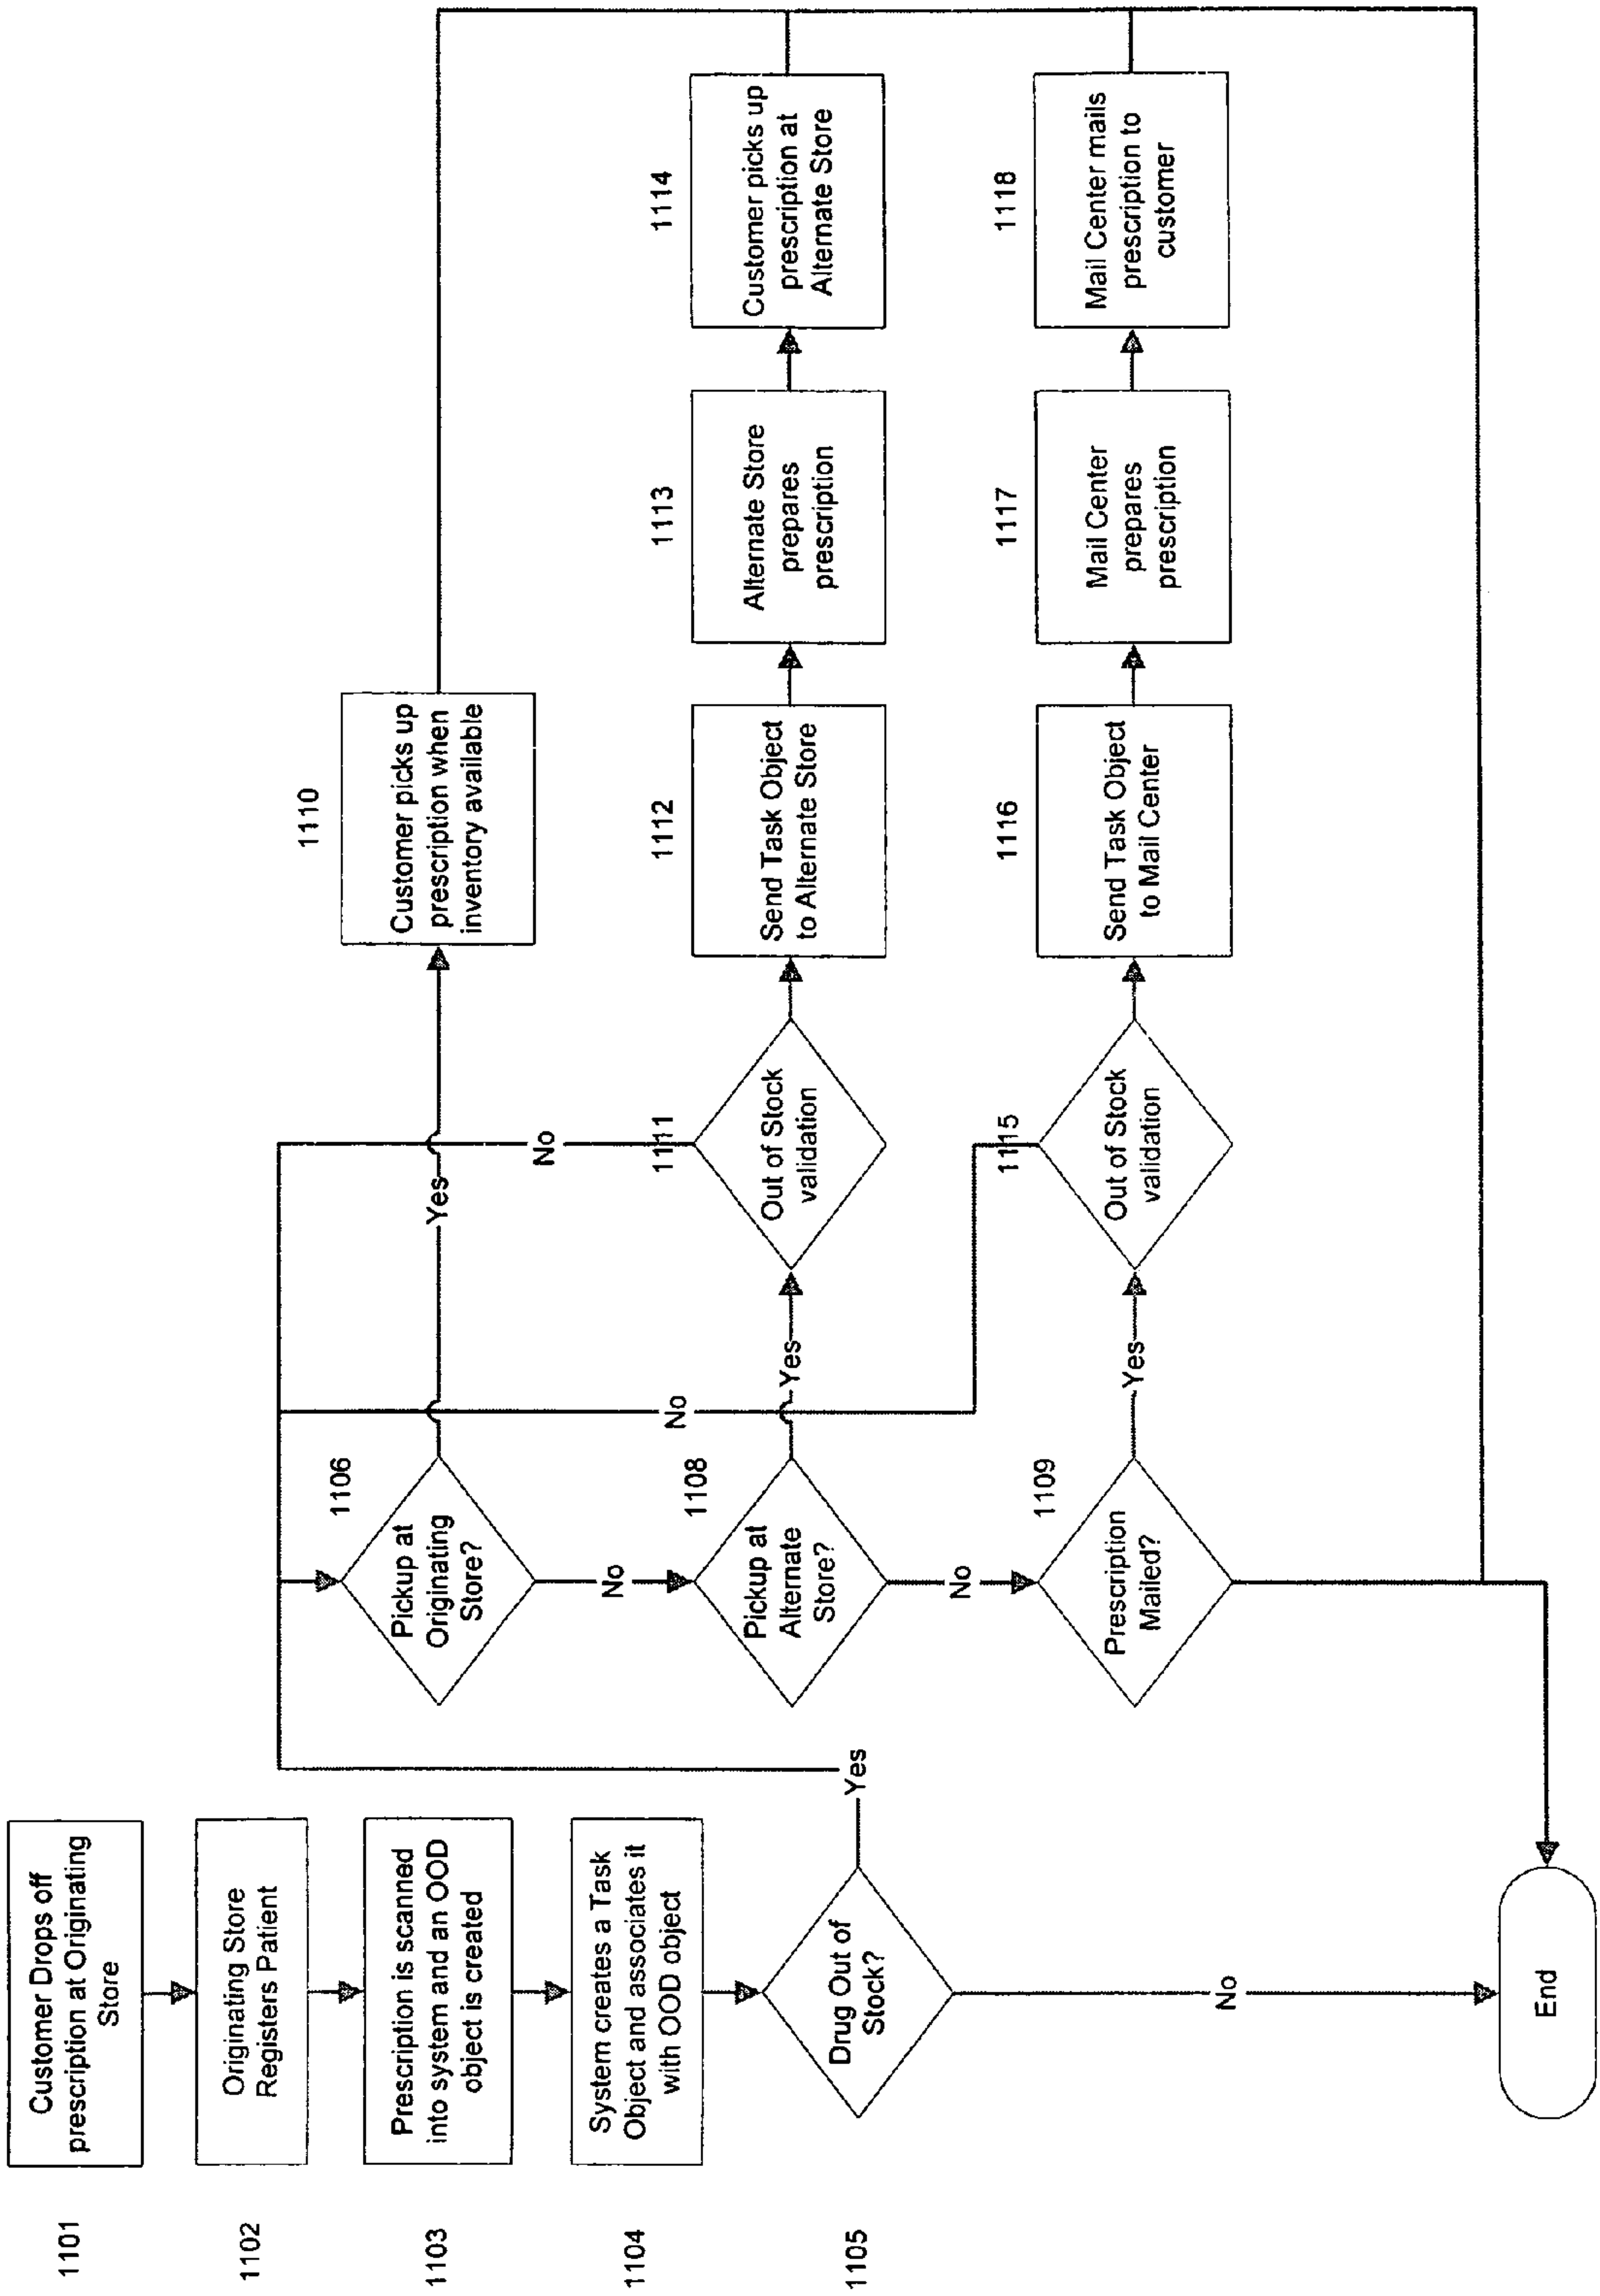 1101
Customer Drops off
prescription at Originating
Store
1102
Originating Store
Registers Patient
1103
Prescription is scanned
into system and an OOD
object is created
1104
System creates a Task
Object and associates it
with OOD object
1105
Drug Out of
Stock?
Yes
No
End
1106
Pickup at
Originating
Store?
Yes
No
1110
Customer picks up
prescription when
inventory available
1108
Pickup at
Alternate
Store?
Yes
No
1111
Out of Stock
validation
No
1112
Send Task Object
to Alternate Store
1113
Alternate Store
prepares
prescription
1114
Customer picks up
prescription at
Alternate Store
1109
Prescription
Mailed?
Yes
1115
Out of Stock
validation
No
1116
Send Task Object
to Mail Center
1117
Mail Center
prepares
prescription
1118
Mail Center mails
prescription to
customer